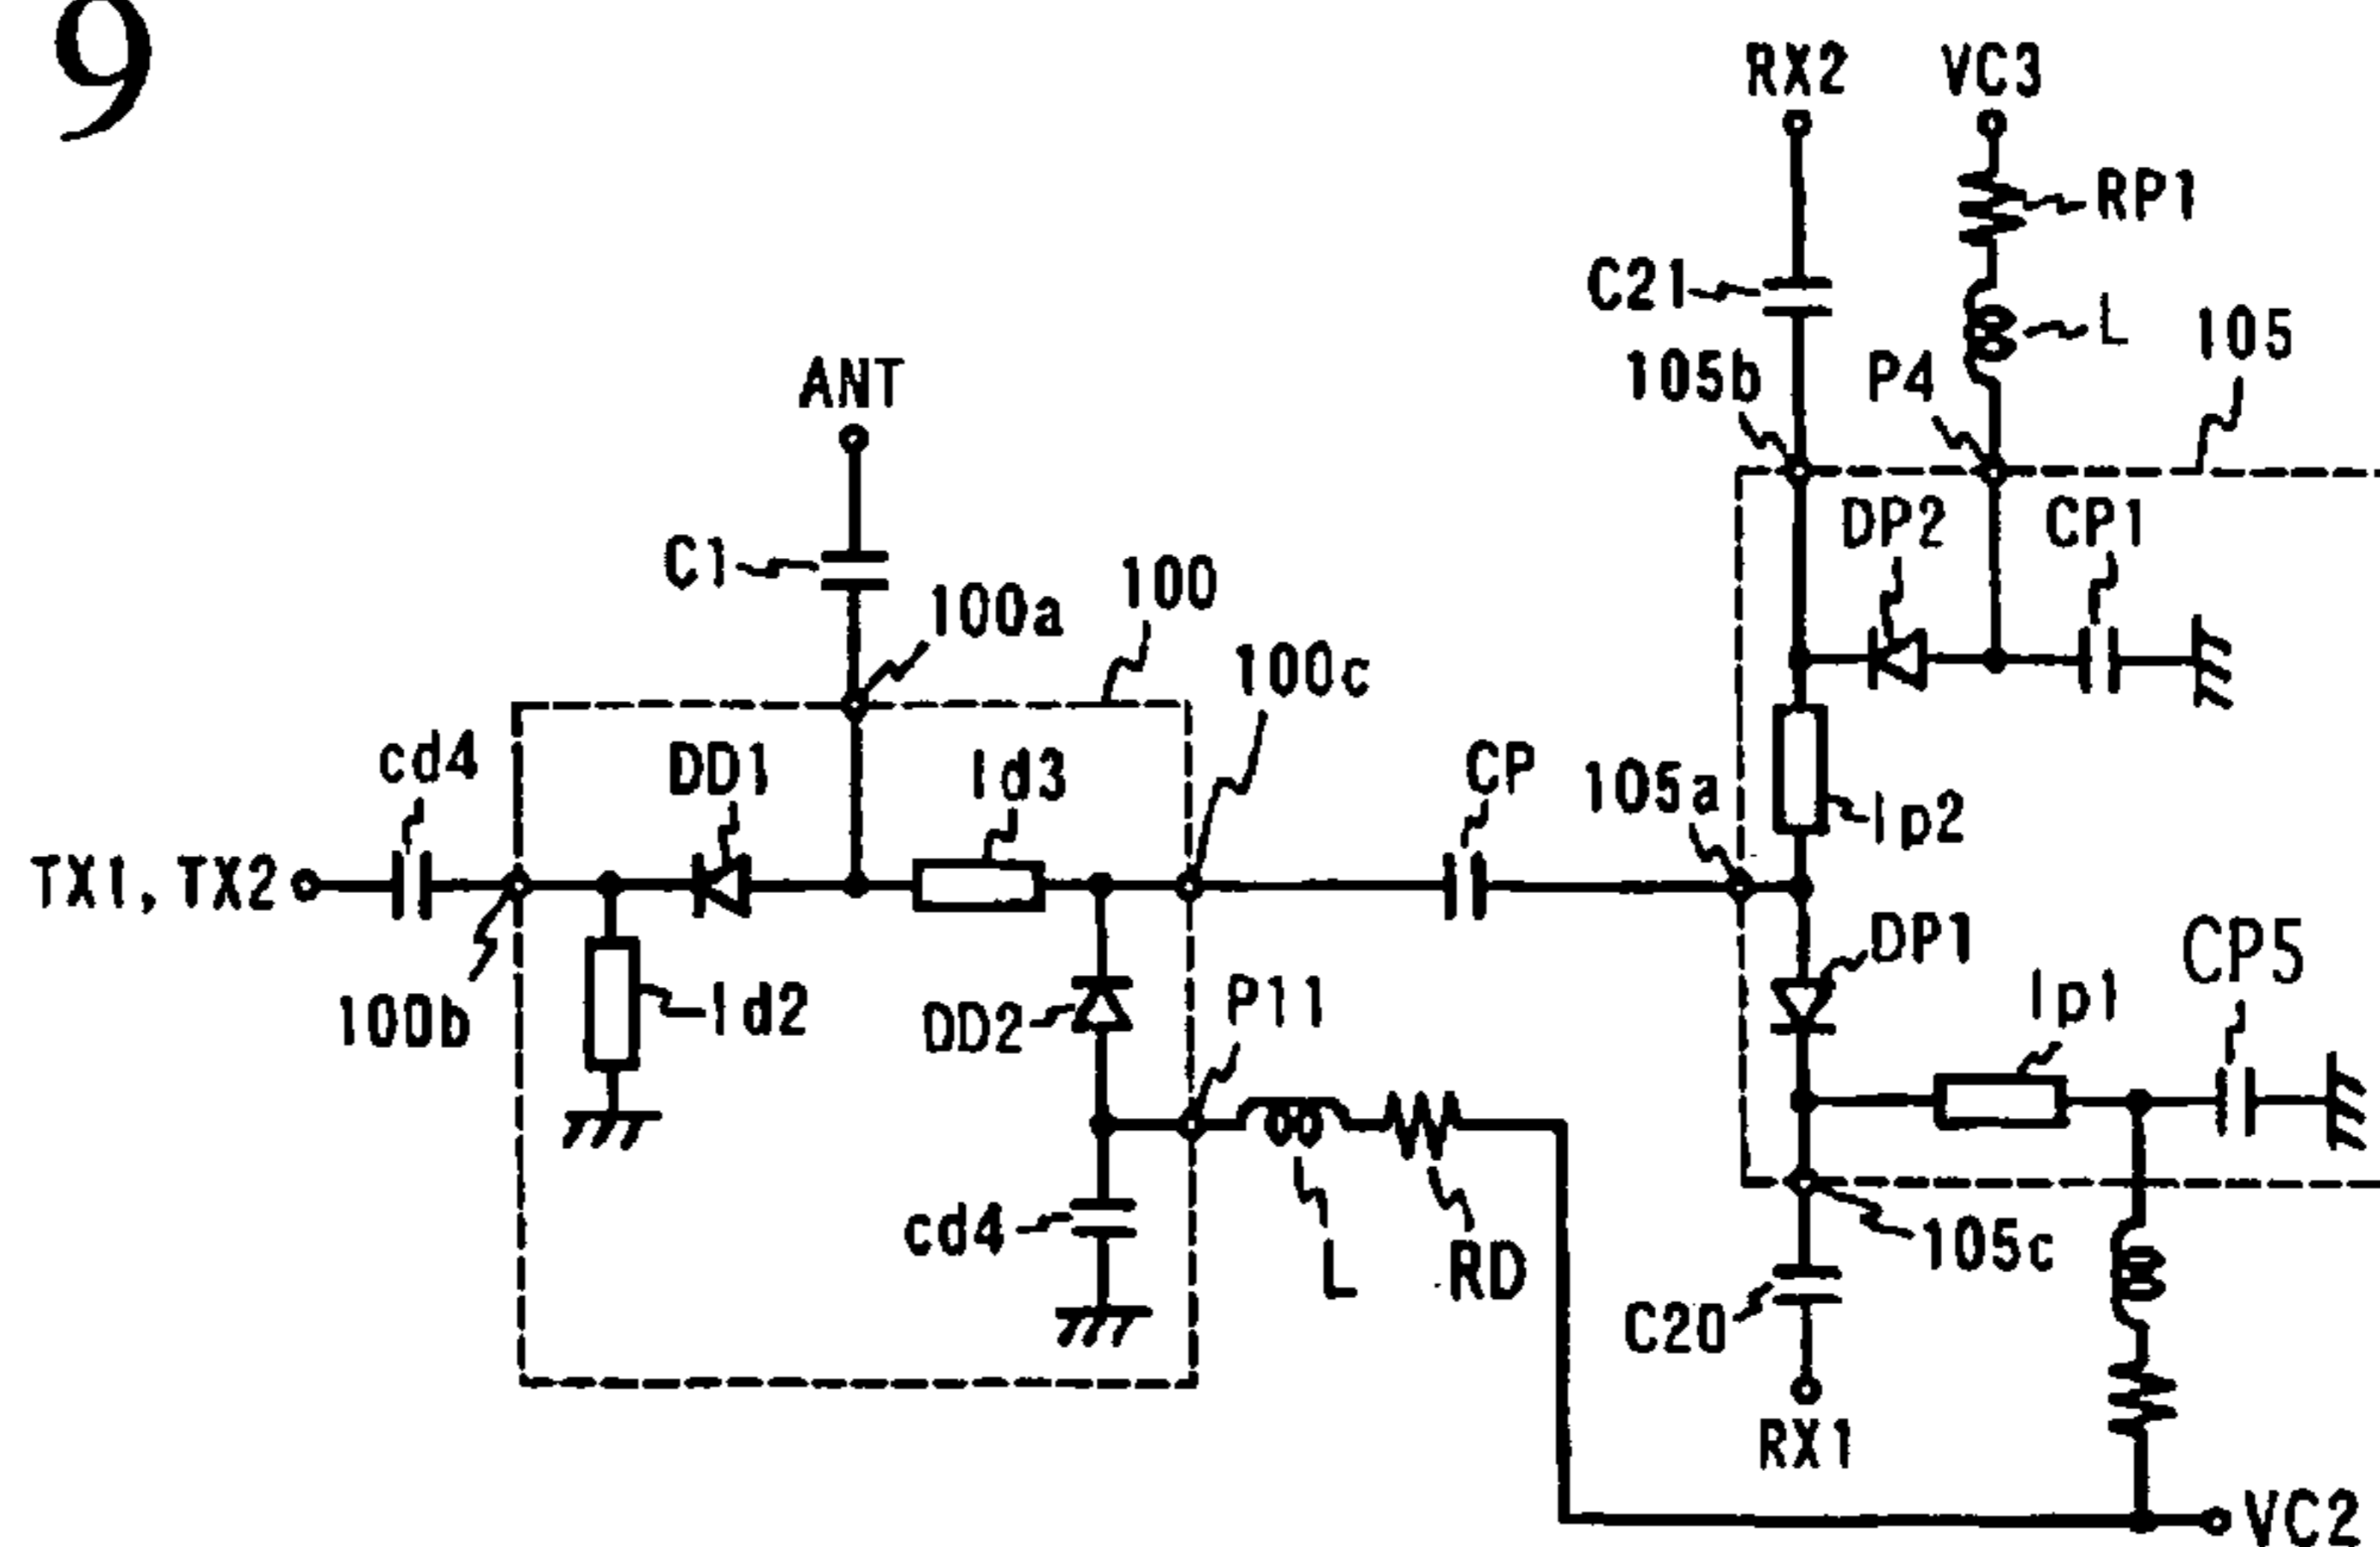 9
RX2 VC3
RP1
C21
L
105
105b P4
ANT
DP2 CP1
C1
100
100a
100c
cd4 DD1 ld3
CP
105a
lp2
TX1, TX2
DP1
CP5
100b
ld2
DD2
P11
lp1
cd4
L
RD
105c
C20
RX1
VC2